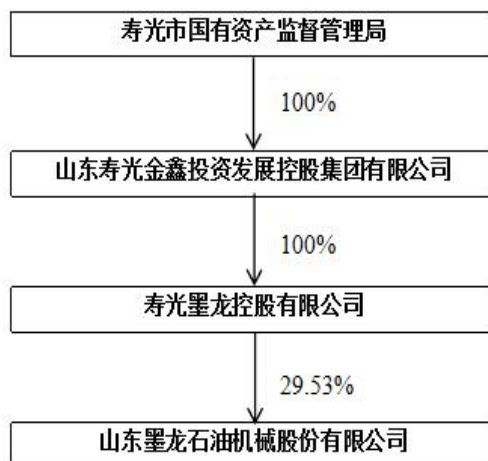 寿光市国有资产监督管理局
100%
山东寿光金鑫投资发展控股集团有限公司
100%
寿光墨龙控股有限公司
29.53%
山东墨龙石油机械股份有限公司